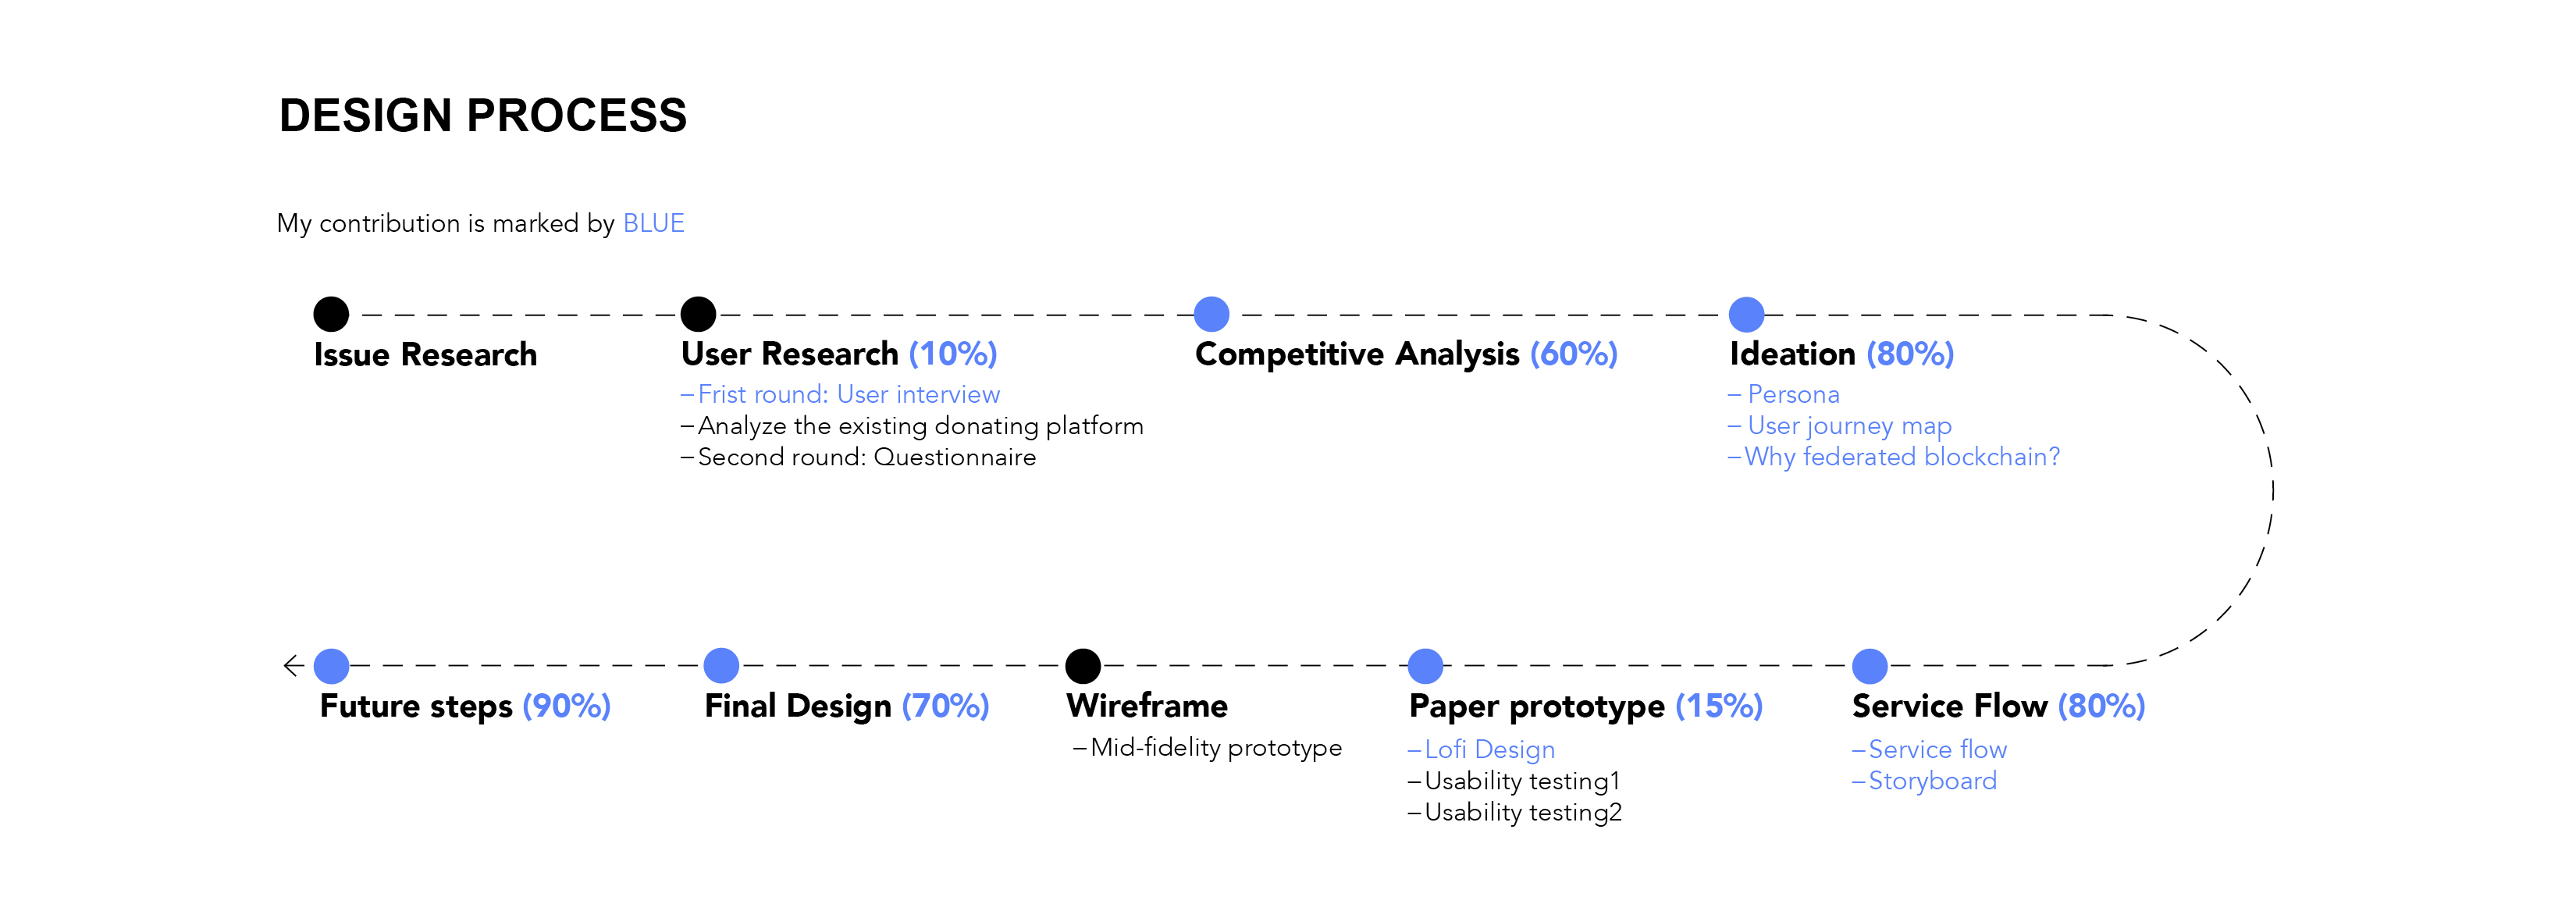 DESIGN PROCESS
My contribution is marked by BLUE
Issue Research
User Research (10%)
–Frist round: User interview
–Analyze the existing donating platform
–Second round: Questionnaire
Competitive Analysis (60%)
Ideation (80%)
– Persona
– User journey map
–Why federated blockchain?
Future steps (90%)
Final Design (70%)
Wireframe
–Mid-fidelity prototype
Paper prototype (15%)
–Lofi Design
–Usability testing1
–Usability testing2
Service Flow (80%)
–Service flow
–Storyboard